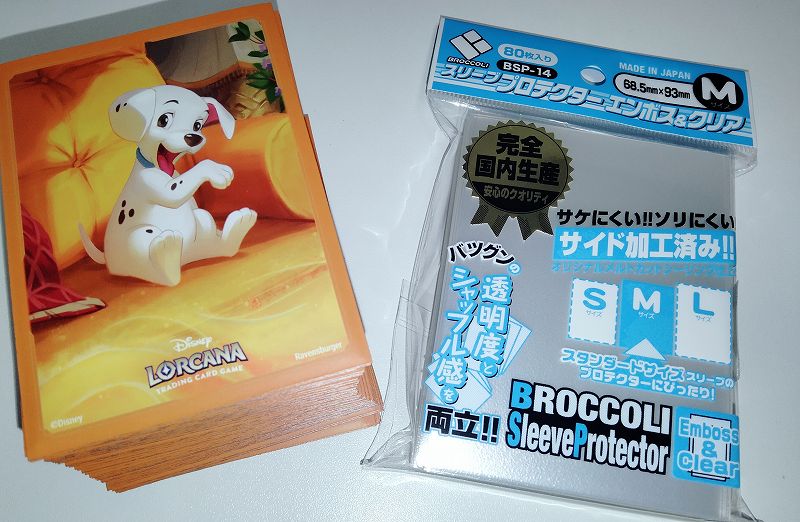 Disney
LORCANA
TRADING CARD GAME
©Disney
Ravensburger
BROCCOLI
80枚入り
BSP-14
MADE IN JAPAN
スリーブプロテクターエンボス&クリア
68.5mm×93mm
M
サイズ
完全
国内生産
安心のクオリティ
サケにくい!!ソリにくい
サイド加工済み!!
バツグンの
透明度と
シャッフル感を
両立!!
S
サイズ
M
サイズ
L
サイズ
スタンダードサイズスリーブの
プロテクターにぴったり!
BROCCOLI
SleeveProtector
Emboss
&
Clear